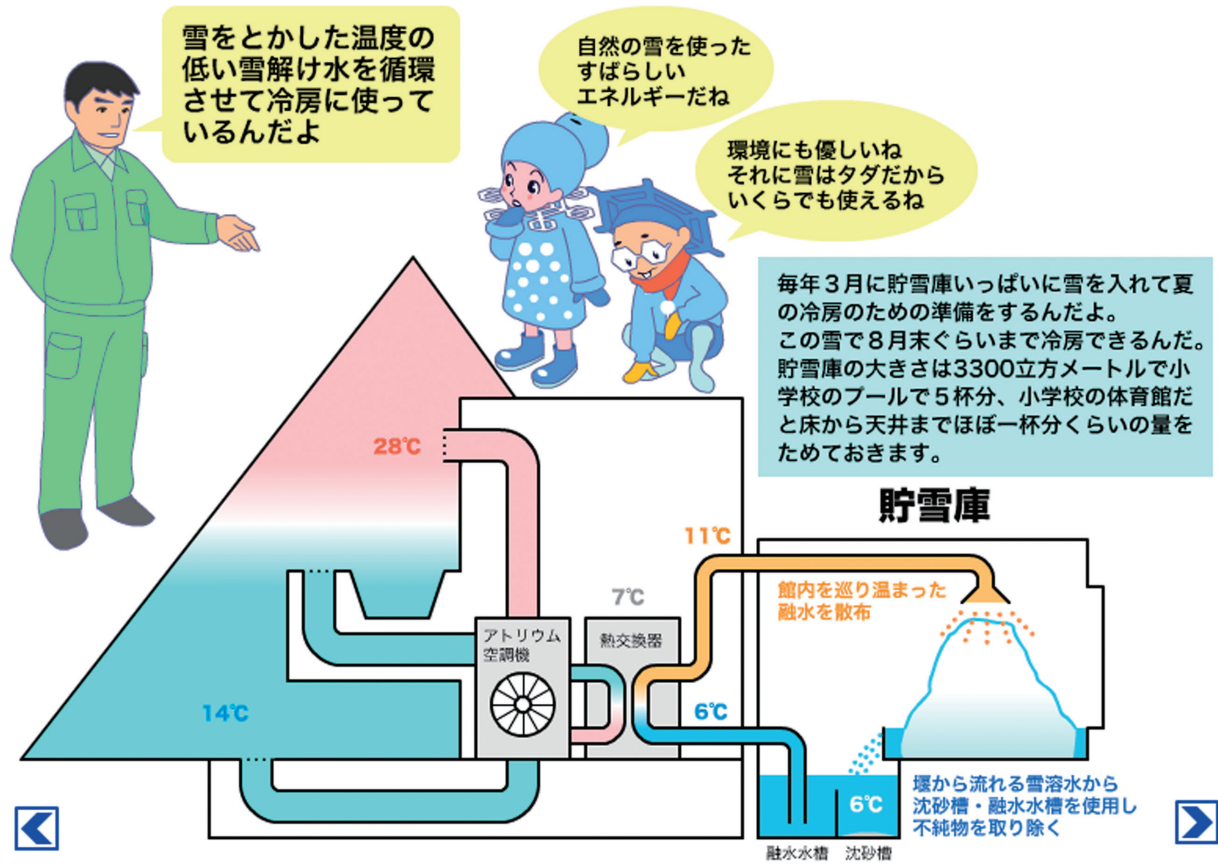 雪をとかした温度の
低い雪解け水を循環
させて冷房に使って
いるんだよ
自然の雪を使った
すばらしい
エネルギーだね
環境にも優しいね
それに雪はタダだから
いくらでも使えるね
毎年３月に貯雪庫いっぱいに雪を入れて夏
の冷房のための準備をするんだよ。
この雪で８月末ぐらいまで冷房できるんだ。
貯雪庫の大きさは3300立方メートルで小
学校のプールで５杯分、小学校の体育館だ
と床から天井までほぼ一杯分くらいの量を
ためておきます。
貯雪庫
28℃
11℃
館内を巡り温まった
融水を散布
7℃
アトリウム
空調機
熱交換器
14℃
6℃
6℃
堰から流れる雪溶水から
沈砂槽・融水水槽を使用し
不純物を取り除く
融水水槽
沈砂槽